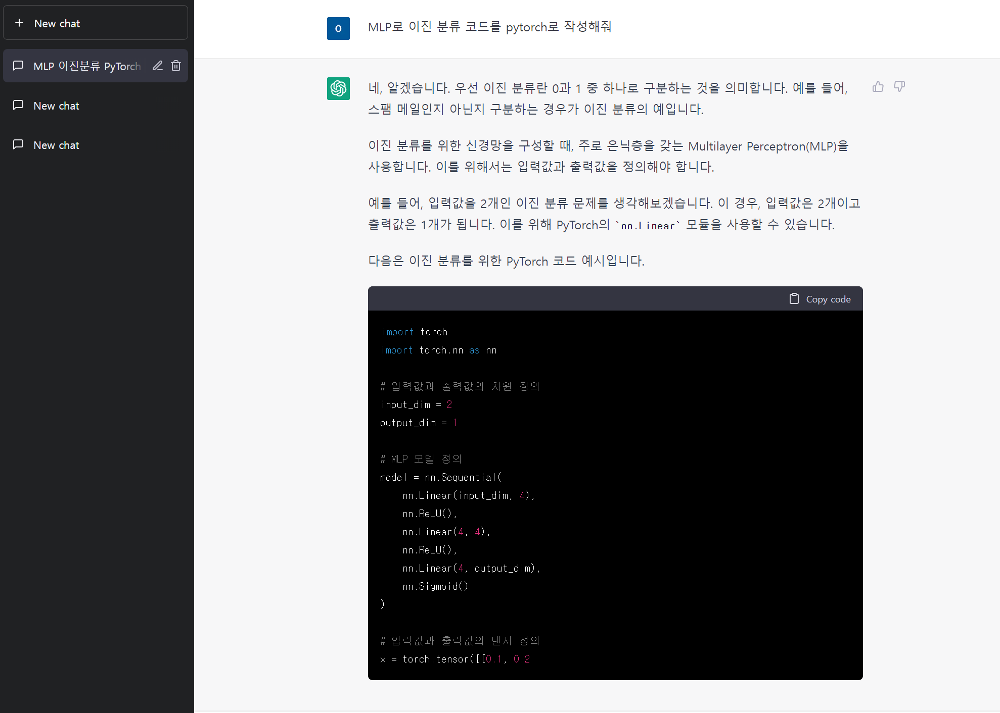 New chat
MLP 이진분류 PyTorch
New chat
New chat
O
MLP로 이진 분류 코드를 pytorch로 작성해줘
네, 알겠습니다. 우선 이진 분류란 0과 1 중 하나로 구분하는 것을 의미합니다. 예를 들어,
스팸 메일인지 아닌지 구분하는 경우가 이진 분류의 예입니다.
이진 분류를 위한 신경망을 구성할 때, 주로 은닉층을 갖는 Multilayer Perceptron(MLP)을
사용합니다. 이를 위해서는 입력값과 출력값을 정의해야 합니다.
예를 들어, 입력값을 2개인 이진 분류 문제를 생각해보겠습니다. 이 경우, 입력값은 2개이고
출력값은 1개가 됩니다. 이를 위해 PyTorch의 `nn.Linear` 모듈을 사용할 수 있습니다.
다음은 이진 분류를 위한 PyTorch 코드 예시입니다.
Copy code
import torch
import torch.nn as nn
# 입력값과 출력값의 차원 정의
input_dim = 2
output_dim = 1
# MLP 모델 정의
model = nn.Sequential(
    nn.Linear(input_dim, 4),
    nn.ReLU(),
    nn.Linear(4, 4),
    nn.ReLU(),
    nn.Linear(4, output_dim),
    nn.Sigmoid()
)
# 입력값과 출력값의 텐서 정의
x = torch.tensor([[0.1, 0.2